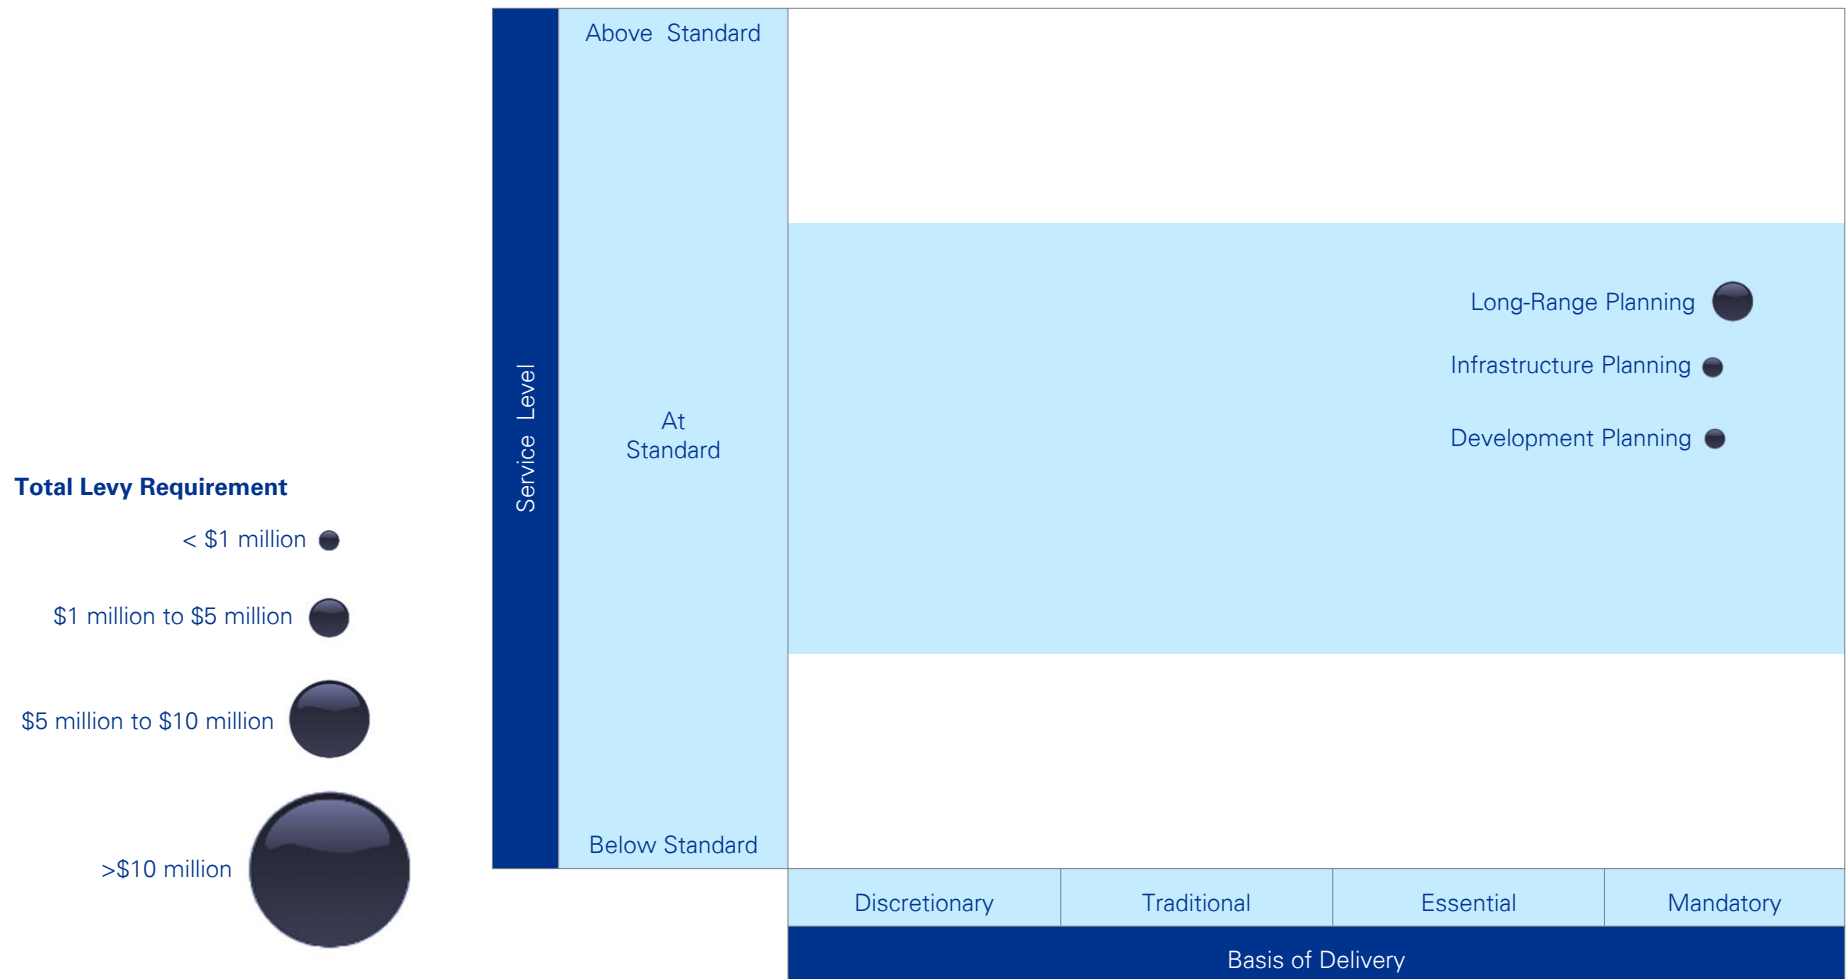 Total Levy Requirement
< $1 million
$1 million to $5 million
$5 million to $10 million
>$10 million
Service Level
Above Standard
At
Standard
Below Standard
Long-Range Planning
Infrastructure Planning
Development Planning
Discretionary
Traditional
Essential
Mandatory
Basis of Delivery